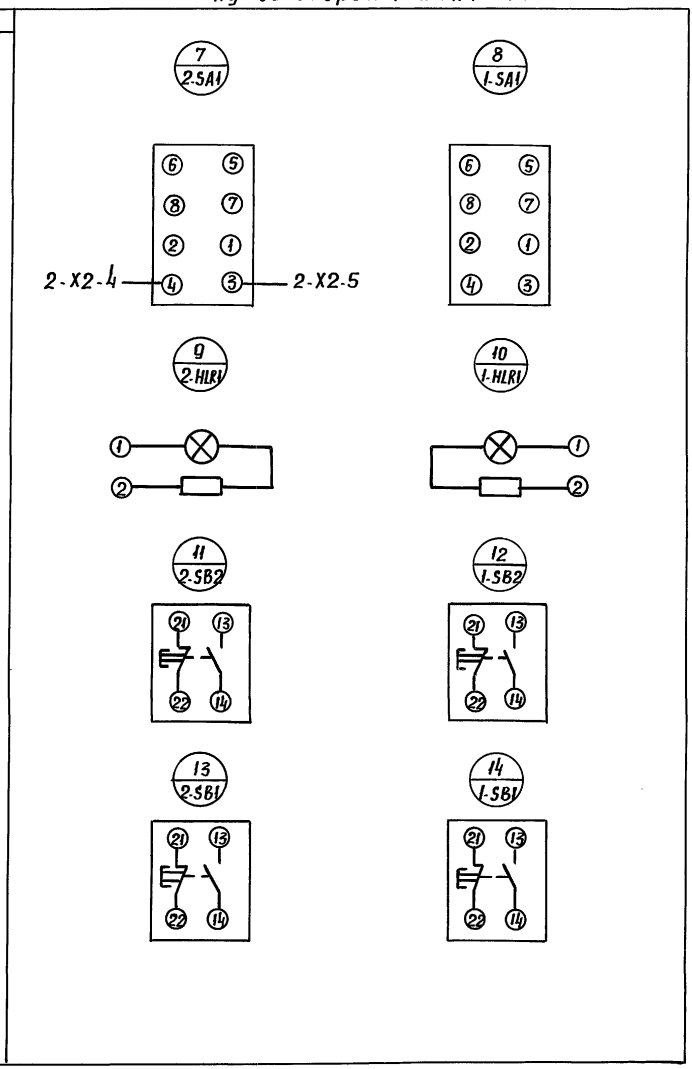 7 8
2-SA1 1-SA1
6 5 6 5
8 7 8 7
2 1 2 1
2-X2-4 4 3 2-X2-5 4 3
9 10
2-HLR1 1-HLR1
1 1
2 2
11 12
2-SB2 1-SB2
21 13 21 13
22 14 22 14
13 14
2-SB1 1-SB1
21 13 21 13
22 14 22 14